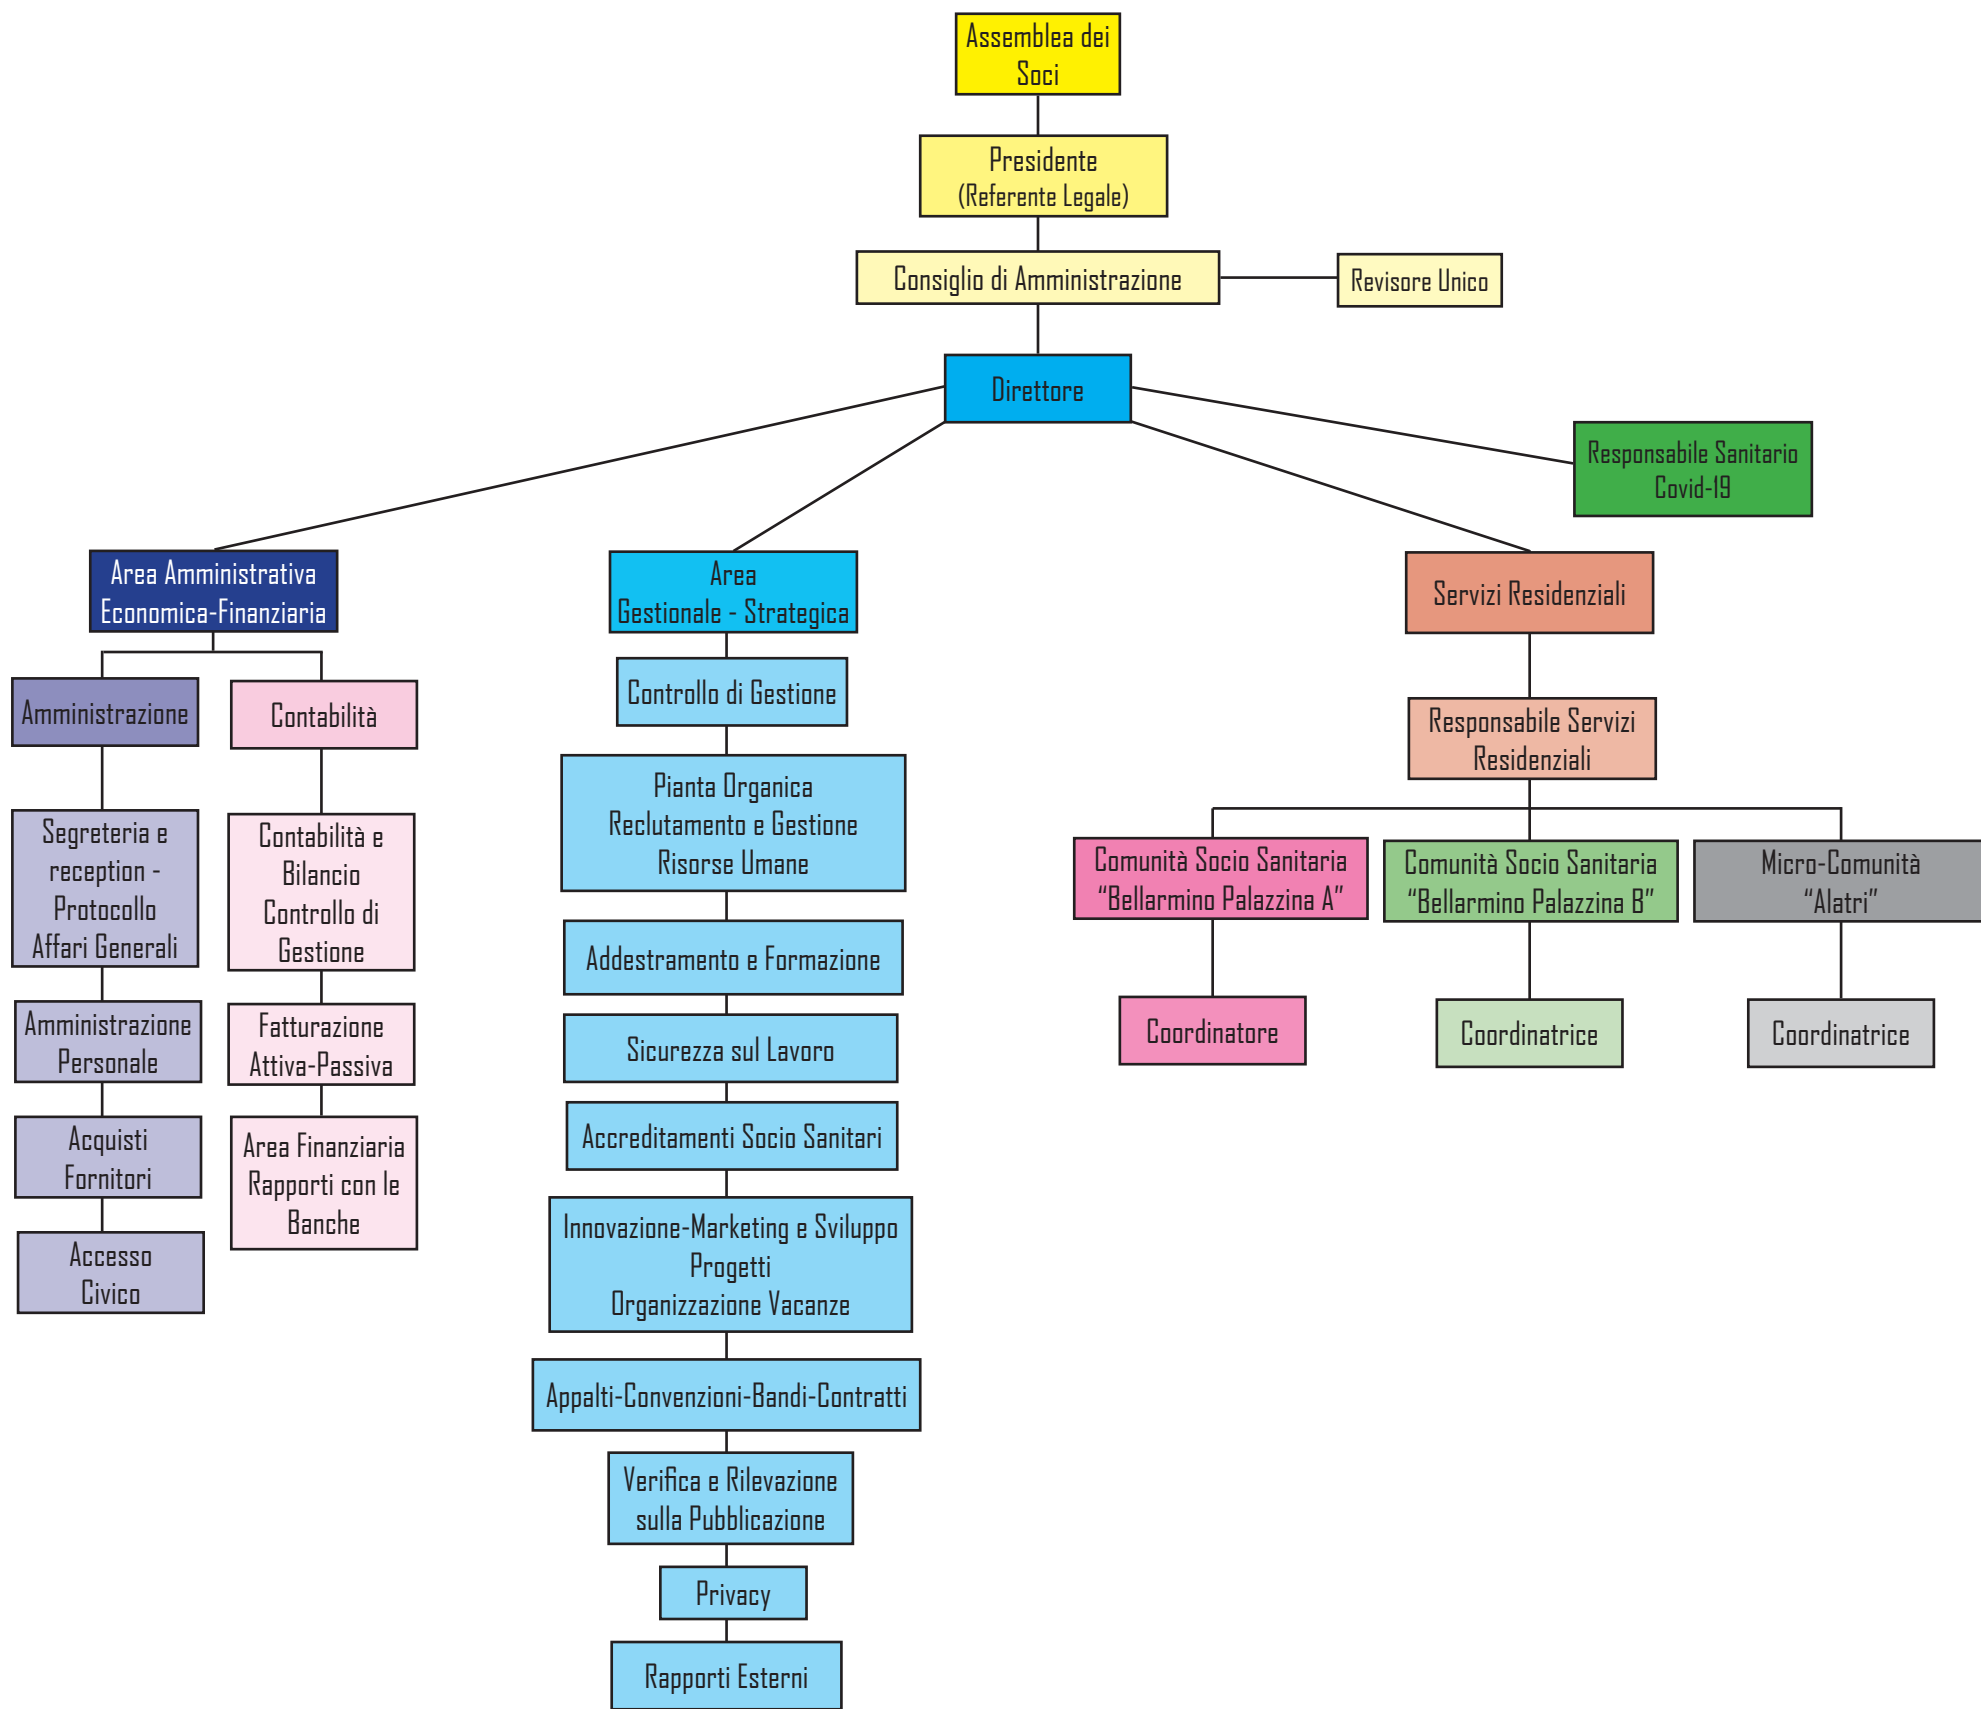 Assemblea dei
Soci
Presidente
(Referente Legale)
Consiglio di Amministrazione
Revisore Unico
Direttore
Responsabile Sanitario
Covid-19
Area Amministrativa
Economica-Finanziaria
Area
Gestionale - Strategica
Servizi Residenziali
Amministrazione
Contabilità
Controllo di Gestione
Responsabile Servizi
Residenziali
Segreteria e
reception -
Protocollo
Affari Generali
Contabilità e
Bilancio
Controllo di
Gestione
Pianta Organica
Reclutamento e Gestione
Risorse Umane
Comunità Socio Sanitaria
“Bellarmino Palazzina A”
Comunità Socio Sanitaria
“Bellarmino Palazzina B”
Micro-Comunità
“Alatri”
Addestramento e Formazione
Amministrazione
Personale
Fatturazione
Attiva-Passiva
Sicurezza sul Lavoro
Coordinatore
Coordinatrice
Coordinatrice
Acquisti
Fornitori
Area Finanziaria
Rapporti con le
Banche
Accreditamenti Socio Sanitari
Accesso
Civico
Innovazione-Marketing e Sviluppo
Progetti
Organizzazione Vacanze
Appalti-Convenzioni-Bandi-Contratti
Verifica e Rilevazione
sulla Pubblicazione
Privacy
Rapporti Esterni